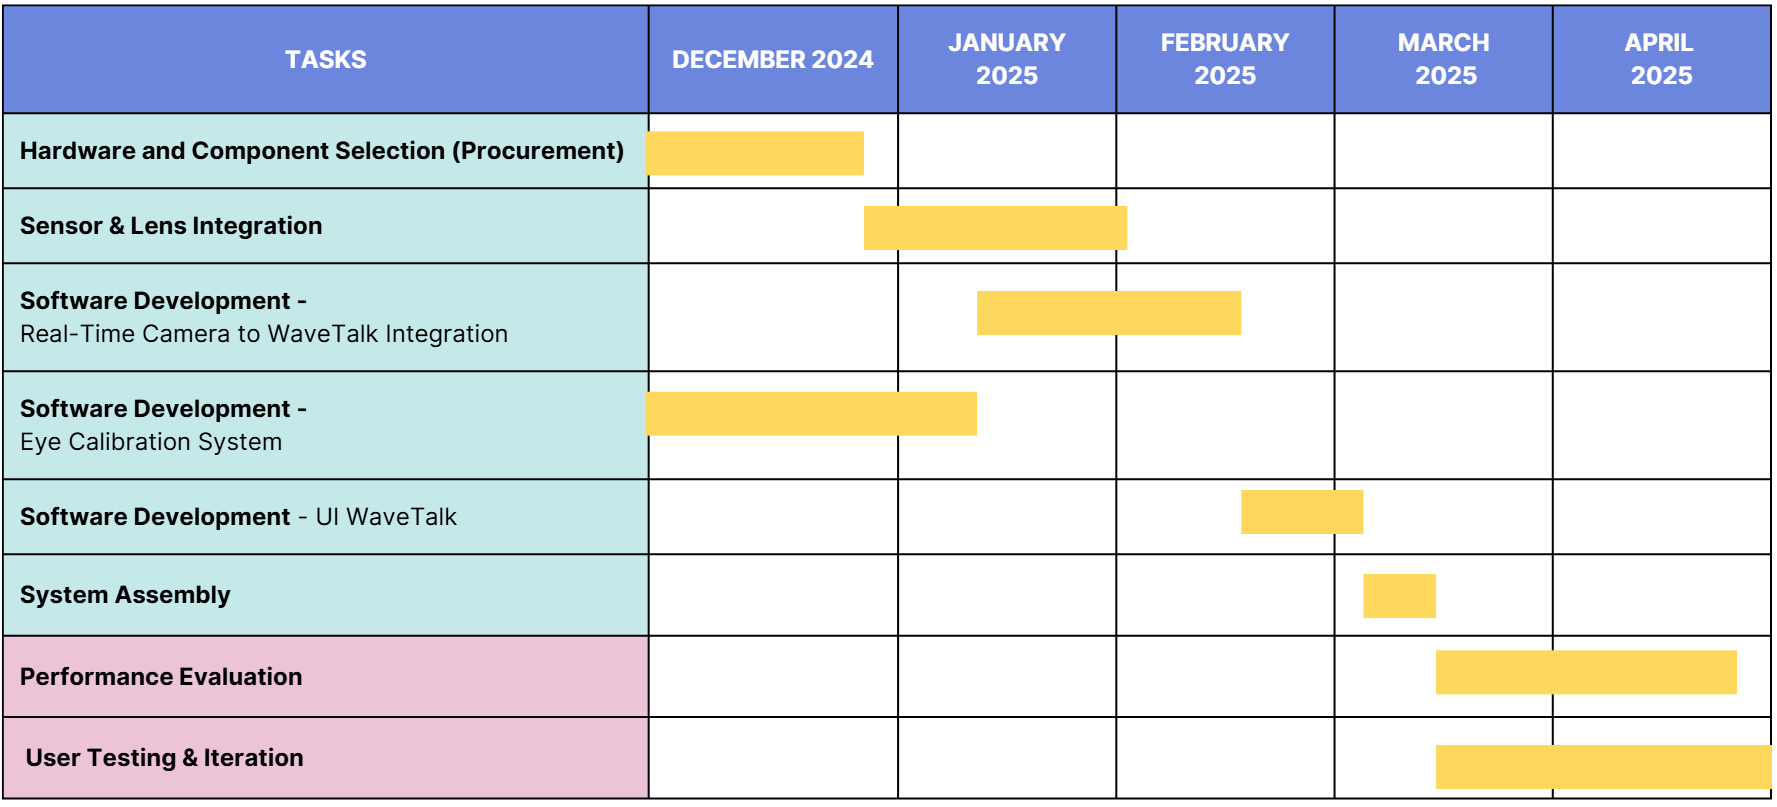 TASKS
DECEMBER 2024
JANUARY
2025
FEBRUARY
2025
MARCH
2025
APRIL
2025
Hardware and Component Selection (Procurement)
Sensor & Lens Integration
Software Development -
Real-Time Camera to WaveTalk Integration
Software Development -
Eye Calibration System
Software Development - UI WaveTalk
System Assembly
Performance Evaluation
User Testing & Iteration